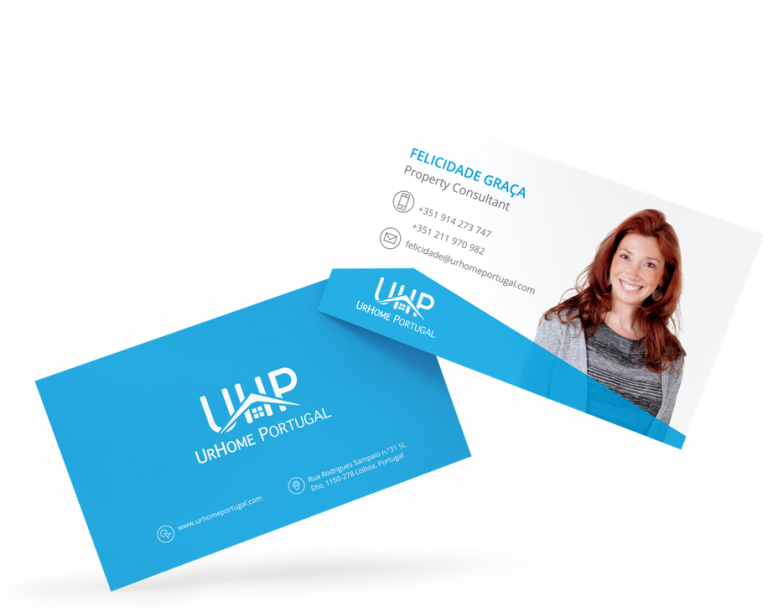 FELICIDADE GRAÇA
Property Consultant
+351 914 273 747
+351 211 970 982
felicidade@urhomeportugal.com
UHP
URHOME PORTUGAL
UHP
URHOME PORTUGAL
www.urhomeportugal.com
Rua Rodrigues Sampaio n.º31 SL
Dto, 1150-278 Lisboa, Portugal